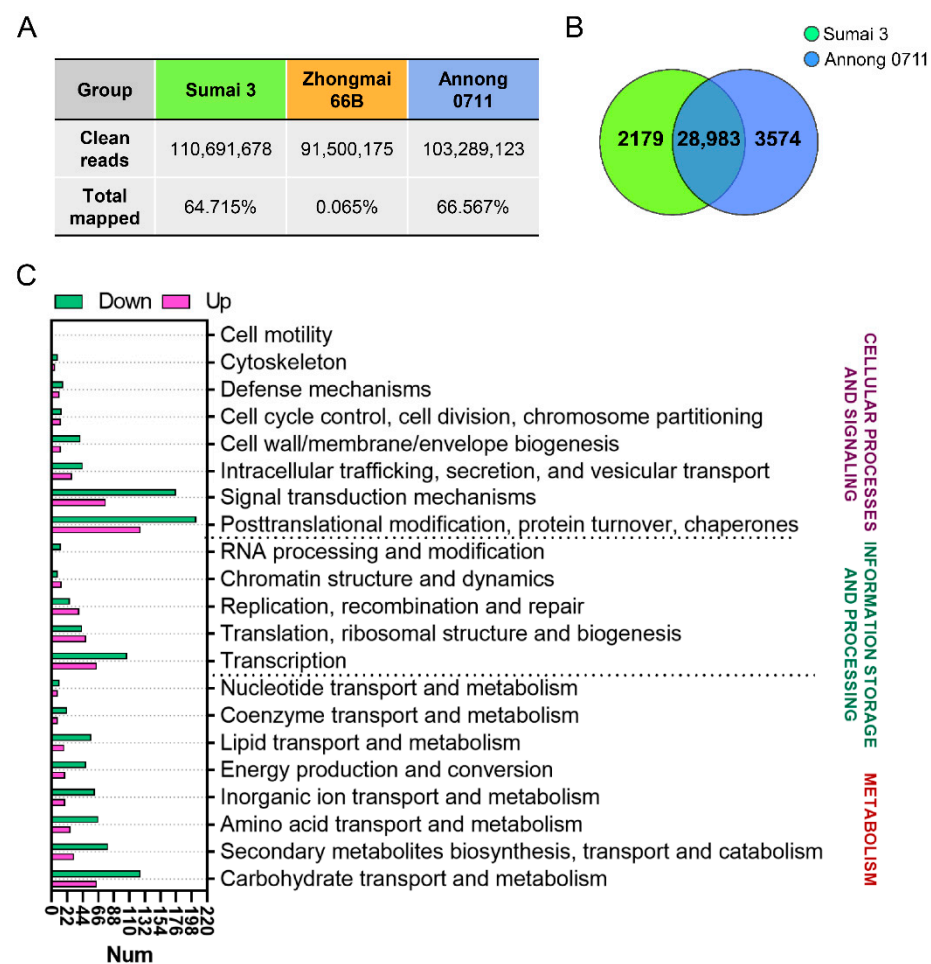 A
Group
Sumai 3
Zhongmai
66B
Annong
0711
Clean
reads
110,691,678
91,500,175
103,289,123
Total
mapped
64.715%
0.065%
66.567%
B
Sumai 3
Annong 0711
2179
28,983
3574
C
Down
Up
Cell motility
Cytoskeleton
Defense mechanisms
Cell cycle control, cell division, chromosome partitioning
Cell wall/membrane/envelope biogenesis
Intracellular trafficking, secretion, and vesicular transport
Signal transduction mechanisms
Posttranslational modification, protein turnover, chaperones
RNA processing and modification
Chromatin structure and dynamics
Replication, recombination and repair
Translation, ribosomal structure and biogenesis
Transcription
Nucleotide transport and metabolism
Coenzyme transport and metabolism
Lipid transport and metabolism
Energy production and conversion
Inorganic ion transport and metabolism
Amino acid transport and metabolism
Secondary metabolites biosynthesis, transport and catabolism
Carbohydrate transport and metabolism
CELLULAR PROCESSES
AND SIGNALING
INFORMATION STORAGE
AND PROCESSING
METABOLISM
0
22
44
66
88
110
132
154
176
198
220
Num